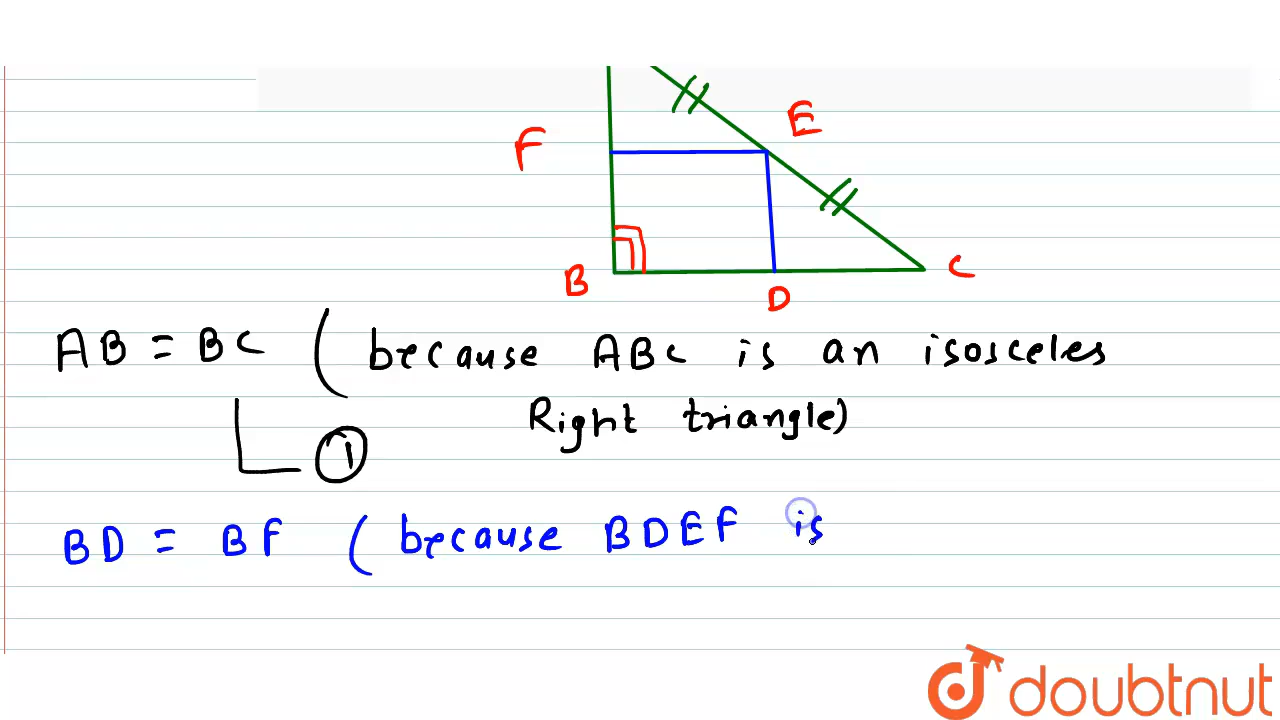 E
F
B
D
C
AB = BC ( because ABC is an isosceles
Right triangle)
1
BD = BF ( because BDEF is
doubtnut